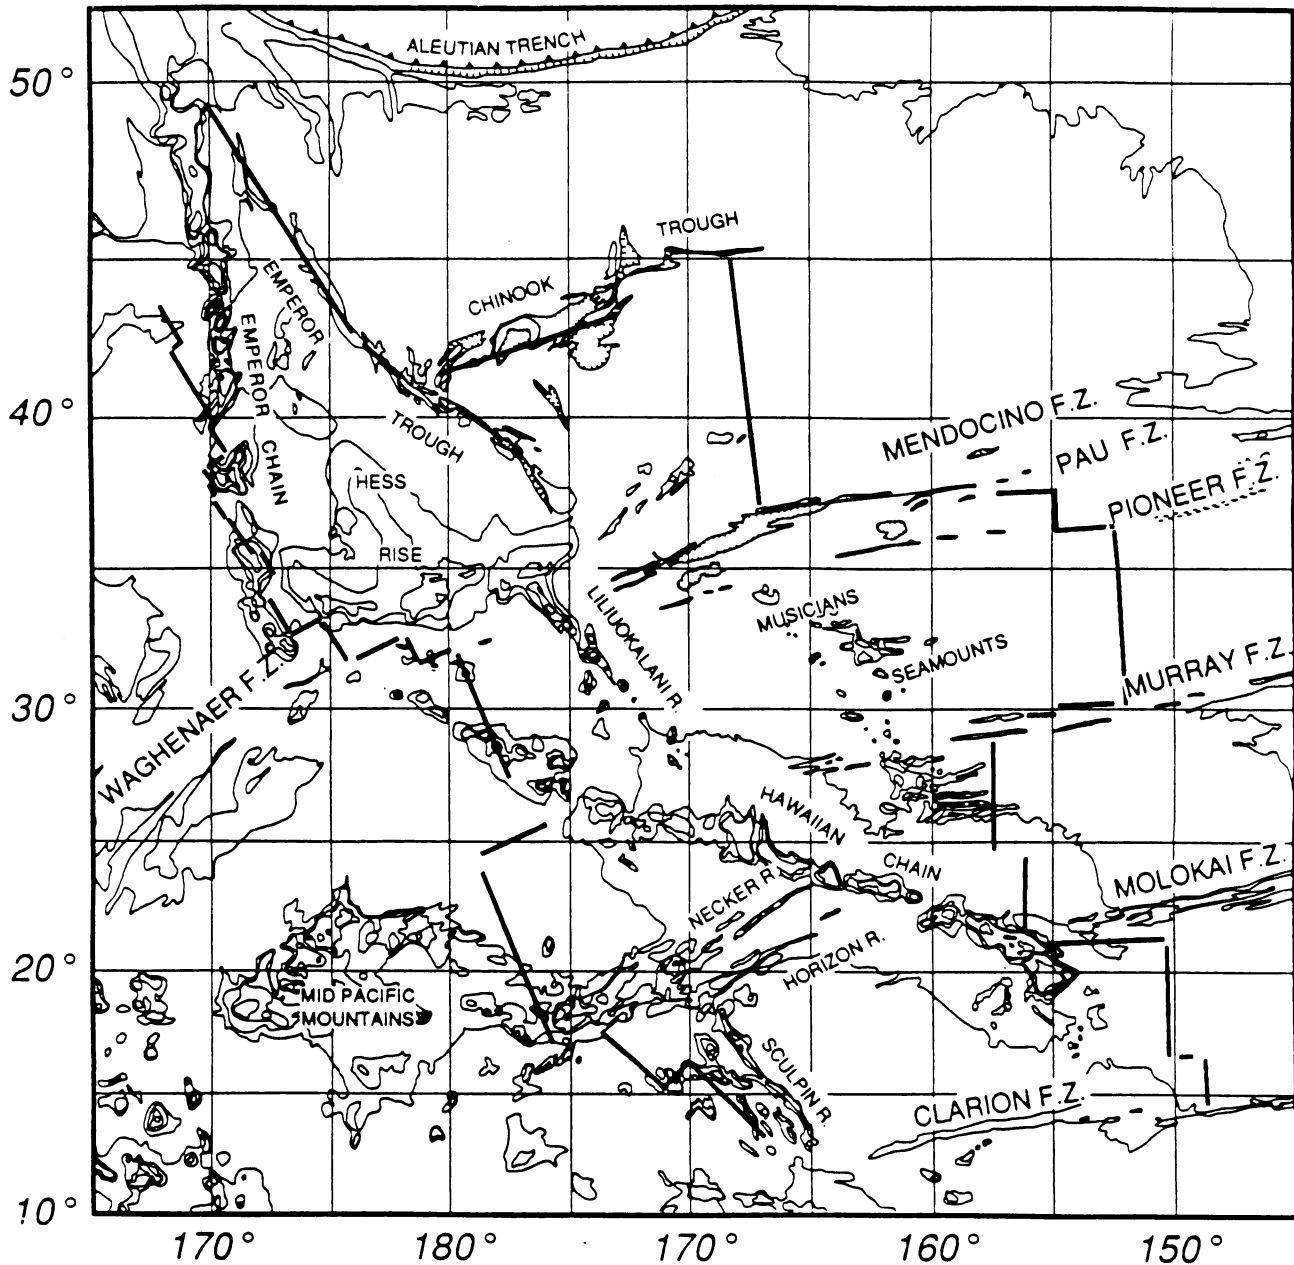 ALEUTIAN TRENCH
50°
TROUGH
CHINOOK
EMPEROR
EMPEROR
CHAIN
40°
TROUGH
MENDOCINO F.Z.
PAU F.Z.
PIONEER F.Z.
HESS
RISE
LILIUOKALANI R.
MUSICIANS
SEAMOUNTS
WAGHENAER F.Z.
MURRAY F.Z.
30°
HAWAIIAN
CHAIN
MOLOKAI F.Z.
NECKER R.
HORIZON R.
20°
MID PACIFIC
MOUNTAINS
SCULPIN R.
CLARION F.Z.
10°
170°
180°
170°
160°
150°